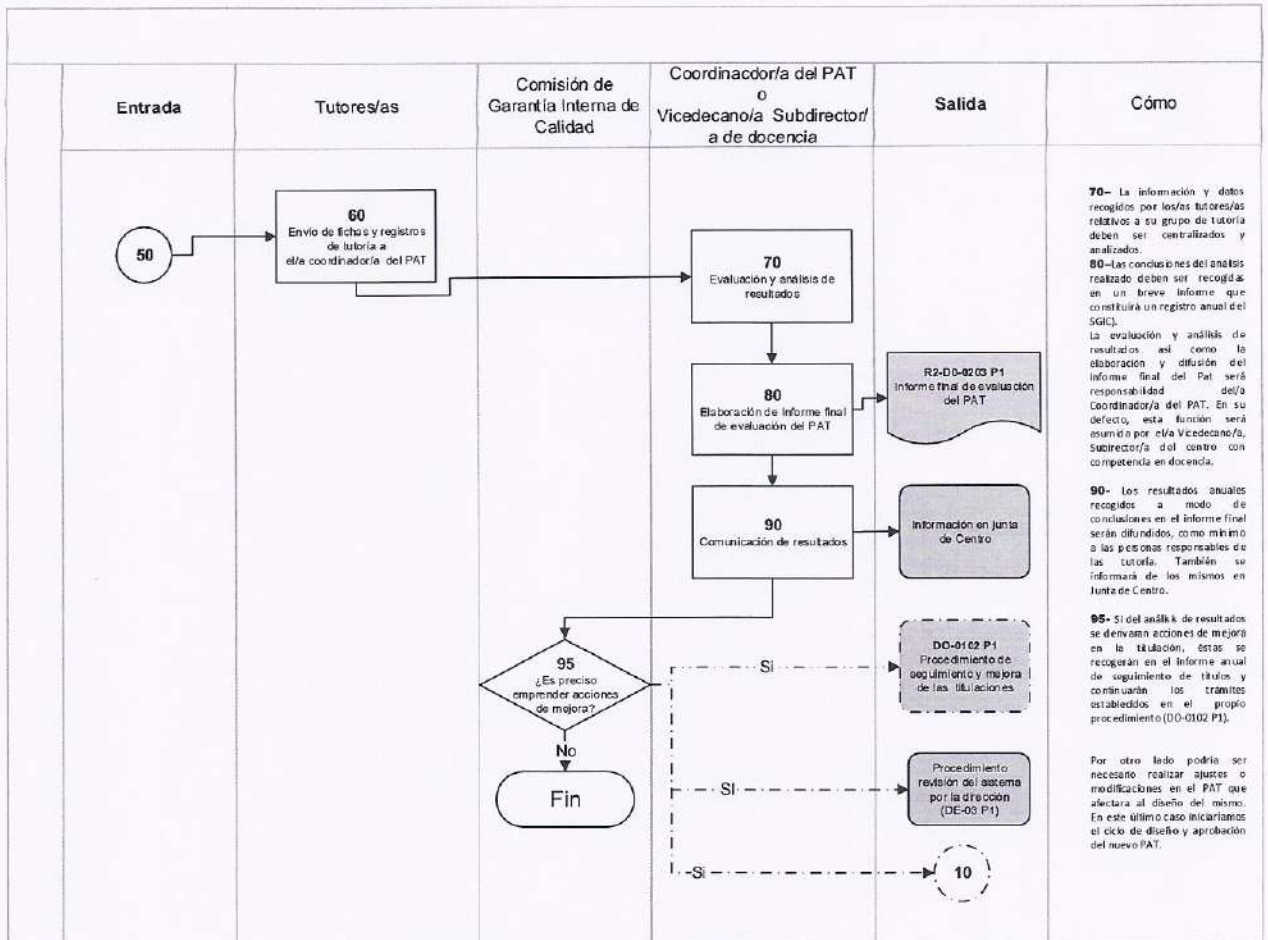 Entrada
Tutores/as
Comisión de
Garantía Interna de
Calidad
Coordinacdor/a del PAT
o
Vicedecano/a Subdirector/
a de docencia
Salida
Cómo
50
60
Envío de fichas y registros
de tutoría a
el/a coordinador/a del PAT
70
Evaluación y análisis de
resultados
80
Elaboración de Informe final
de evaluación del PAT
R2-D0-0203 P1
Informe final de evaluación
del PAT
90
Comunicación de resultados
Información en junta
de Centro
95
¿Es preciso
emprender acciones
de mejora?
No
Fin
Si
DO-0102 P1
Procedimiento de
seguimiento y mejora
de las titulaciones
SI
Procedimiento
revisión del sistema
por la dirección
(DE-03 P1)
Si
10
70– La información y datos
recogidos por los/as tutores/as
relativos a su grupo de tutoría
deben ser centralizados y
analizados.
80–Las conclusiones del análisis
realizado deben ser recogidas
en un breve informe que
constituirá un registro anual del
SGIC).
La evaluación y análisis de
resultados así como la
elaboración y difusión del
informe final del Pat será
responsabilidad del/a
Coordinador/a del PAT. En su
defecto, esta función será
asumida por el/a Vicedecano/a,
Subirector/a del centro con
competencia en docencia.
90- Los resultados anuales
recogidos a modo de
conclusiones en el informe final
serán difundidos, como mínimo
a las personas responsables de
las tutoría. También se
informará de los mismos en
Junta de Centro.
95- Si del análisis de resultados
se derivaran acciones de mejora
en la titulación, éstas se
recogerán en el informe anual
de seguimiento de títulos y
continuarán los trámites
establecidos en el propio
procedimiento (DO-0102 P1).
Por otro lado podría ser
necesario realizar ajustes o
modificaciones en el PAT que
afectara al diseño del mismo.
En este último caso iniciaríamos
el ciclo de diseño y aprobación
del nuevo PAT.